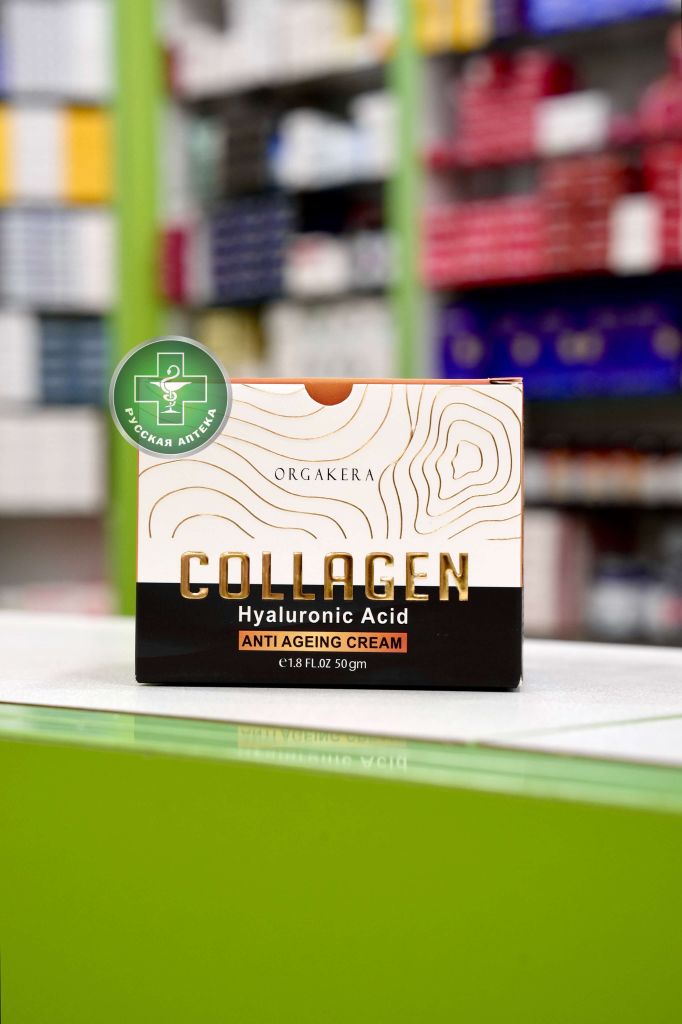 РУССКАЯ АПТЕКА
ORGAKERA
COLLAGEN
Hyaluronic Acid
ANTI AGEING CREAM
℮1.8 FL.OZ 50gm